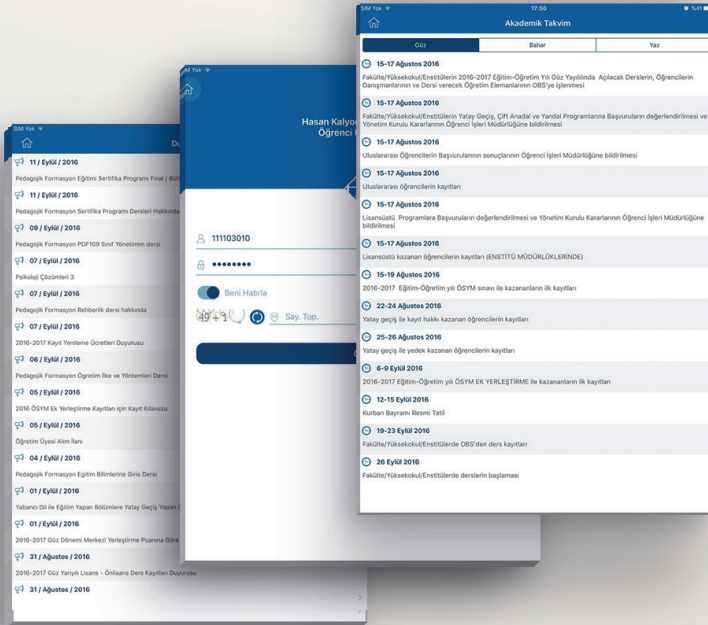 SIM Yok
Du
11 / Eylül / 2016
Pedagojik Formasyon Eğitimi Sertifika Programı Final / Büt
11 / Eylül / 2016
Pedagojik Formasyon Sertifika Programı Dersleri Hakkında
09 / Eylül / 2016
Pedagojik Formasyon PDF109 Sınıf Yönetimim dersi
07 / Eylül / 2016
Psikoloji Çözümleri 3
07 / Eylül / 2016
Pedagojik Formasyon Rehberlik dersi hakkında
07 / Eylül / 2016
2016-2017 Kayıt Yenileme Ücretleri Duyurusu
06 / Eylül / 2016
Pedagojik Formasyon Ögretim İlke ve Yöntemleri Dersi
05 / Eylül / 2016
2016 ÖSYM Ek Yerleştirme Kayıtları için Kayıt Kılavuzu
05 / Eylül / 2016
Öğretim Üyesi Alım İlanı
04 / Eylül / 2016
Pedagojik Formasyon Egitim Bilimlerine Giris Dersi
01 / Eylül / 2016
Yabancı Dil ile Eğitim Yapan Bölümlere Yatay Geçiş Yapan
01 / Eylül / 2016
2016-2017 Güz Dönemi Merkezi Yerleştirme Puanına Göre
31 / Ağustos / 2016
2016-2017 Güz Yarıyılı Lisans - Önlisans Ders Kayıtları Duyurusu
31 / Ağustos / 2016
M Yok
Hasan Kalyo
Öğrenci
111103010
••••••••
Beni Hatırla
49 + 1
Say. Top.
SIM Yok
17:50
%41
Akademik Takvim
Güz
Bahar
Yaz
15-17 Ağustos 2016
Fakülte/Yüksekokul/Enstitülerin 2016-2017 Eğitim-Öğretim Yılı Güz Yayılılında Açılacak Derslerin, Öğrencilerin
Danışmanlarının ve Dersi verecek Öğretim Elemanlarının OBS'ye işlenmesi
15-17 Ağustos 2016
Fakülte/Yüksekokul/Enstitülerin Yatay Geçiş, Çift Anadal ve Yandal Programlarına Başvuruların değerlendirilmesi ve
Yönetim Kurulu Kararlarının Öğrenci İşleri Müdürlüğüne bildirilmesi
15-17 Ağustos 2016
Uluslararası Öğrencilerin Başvurularının sonuçlarının Öğrenci İşleri Müdürlüğüne bildirilmesi
15-17 Ağustos 2016
Uluslararası öğrencilerin kayıtları
15-17 Ağustos 2016
Lisansüstü Programlara Başvuruların değerlendirilmesi ve Yönetim Kurulu Kararlarının Öğrenci İşleri Müdürlüğüne
bildirilmesi
15-17 Ağustos 2016
Lisansüstü kazanan öğrencilerin kayıtları (ENSTİTÜ MÜDÜRLÜKLERİNDE)
15-19 Ağustos 2016
2016-2017 Eğitim-Öğretim yılı ÖSYM sınavı ile kazananların ilk kayıtları
22-24 Ağustos 2016
Yatay geçiş ile kayıt hakkı kazanan öğrencilerin kayıtları
25-26 Ağustos 2016
Yatay geçiş ile yedek kazanan öğrencilerin kayıtları
6-9 Eylül 2016
2016-2017 Eğitim-Öğretim yılı ÖSYM EK YERLEŞTİRME ile kazananların ilk kayıtları
12-15 Eylül 2016
Kurban Bayramı Resmi Tatil
19-23 Eylül 2016
Fakülte/Yüksekokul/Enstitülerde OBS'den ders kayıtları
26 Eylül 2016
Fakülte/Yüksekokul/Enstitülerde derslerin başlaması